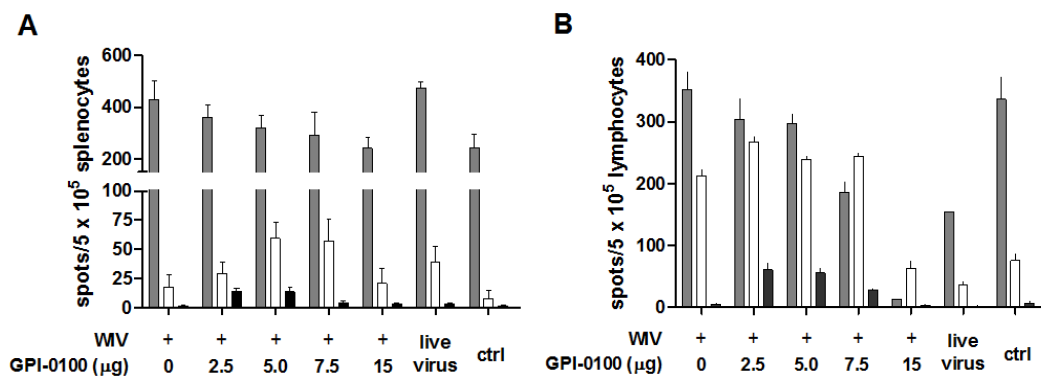 A
B
spots/5 x 10⁵ splenocytes
600
400
200
100
75
50
25
0
WIV + + + + + live virus ctrl
GPI-0100 (μg) 0 2.5 5.0 7.5 15
spots/5 x 10⁵ lymphocytes
400
300
200
100
0
WIV + + + + + live virus ctrl
GPI-0100 (μg) 0 2.5 5.0 7.5 15